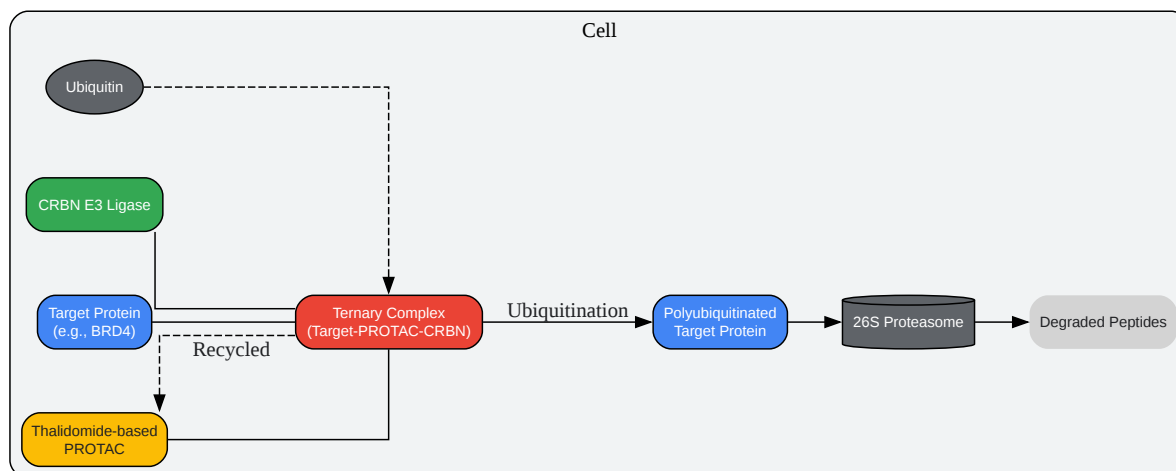 Cell
Ubiquitin
CRBN E3 Ligase
Target Protein
(e.g., BRD4)
Ternary Complex
(Target-PROTAC-CRBN)
Ubiquitination
Polyubiquitinated
Target Protein
26S Proteasome
Degraded Peptides
Recycled
Thalidomide-based
PROTAC